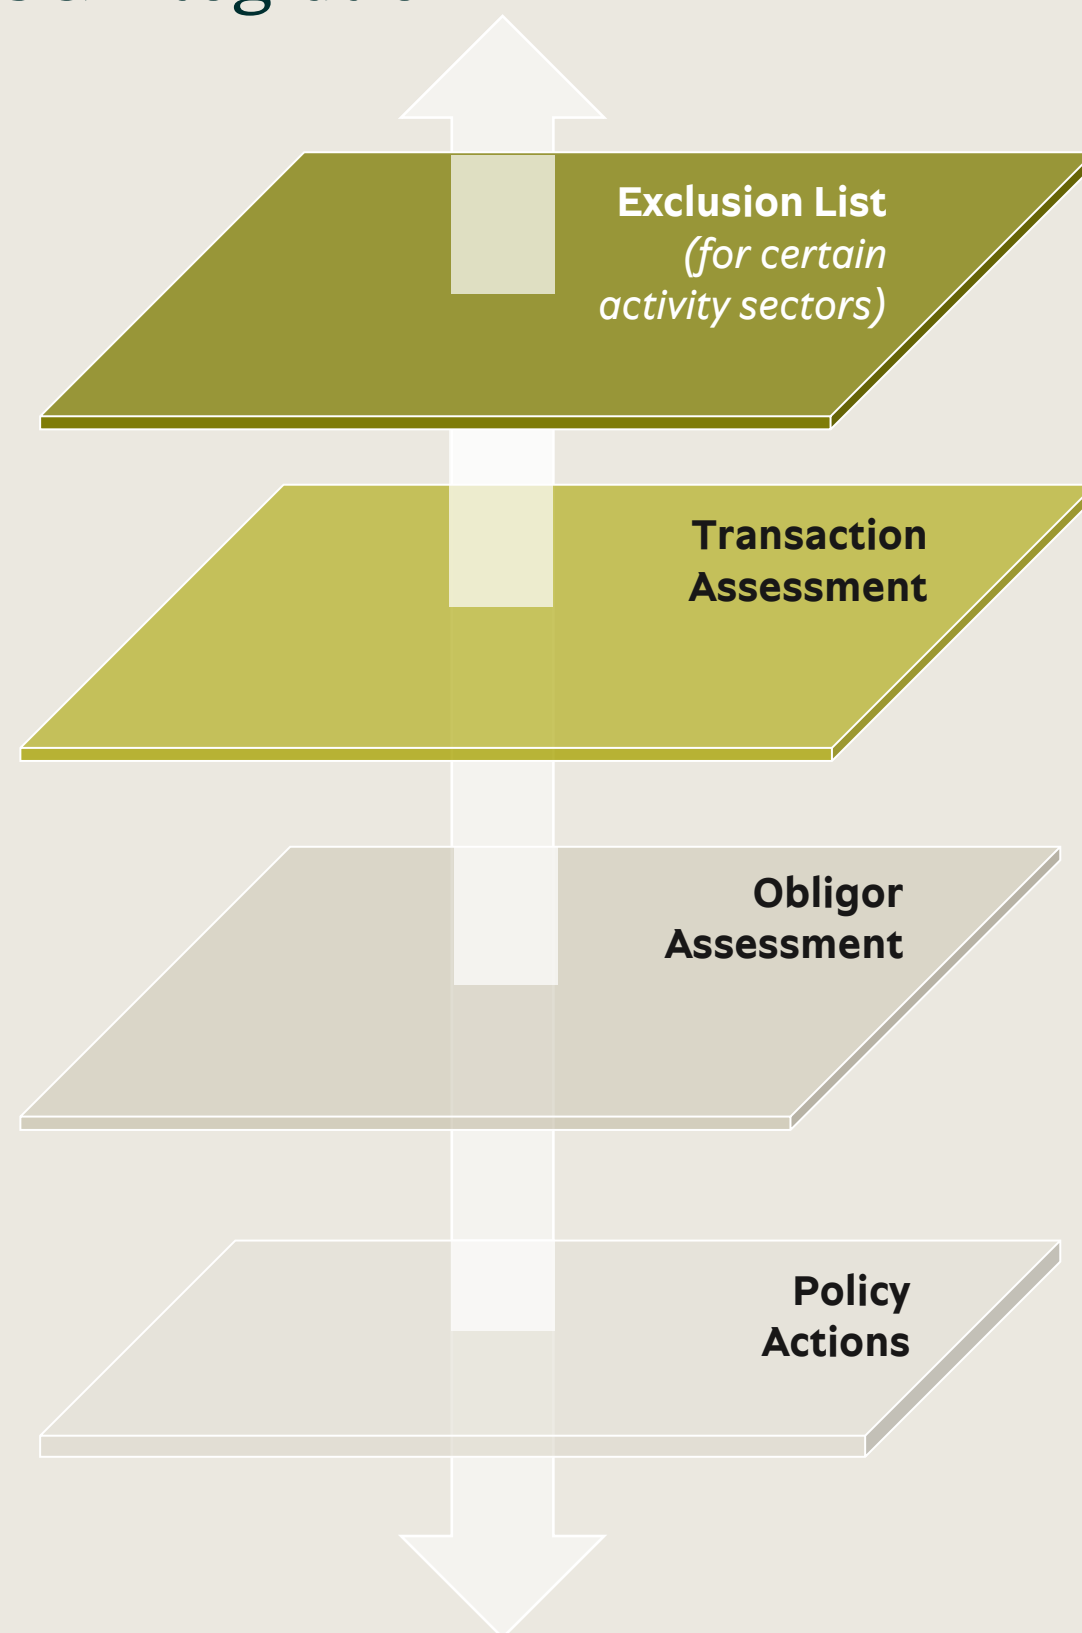 Exclusion List
(for certain
activity sectors)
Transaction
Assessment
Obligor
Assessment
Policy
Actions